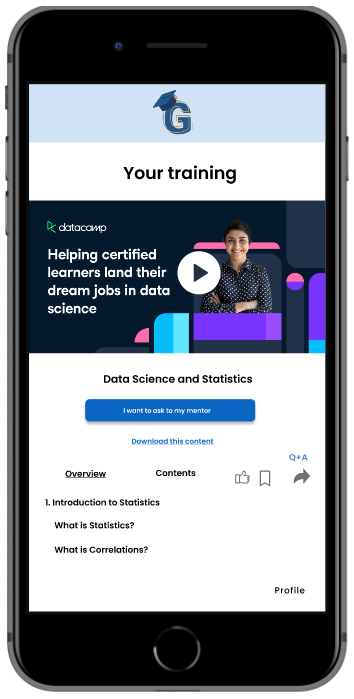 G
Your training
datacamp
Helping certified
learners land their
dream jobs in data
science
Data Science and Statistics
I want to ask to my mentor
Download this content
Q+A
Overview
Contents
1. Introduction to Statistics
What is Statistics?
What is Correlations?
Profile